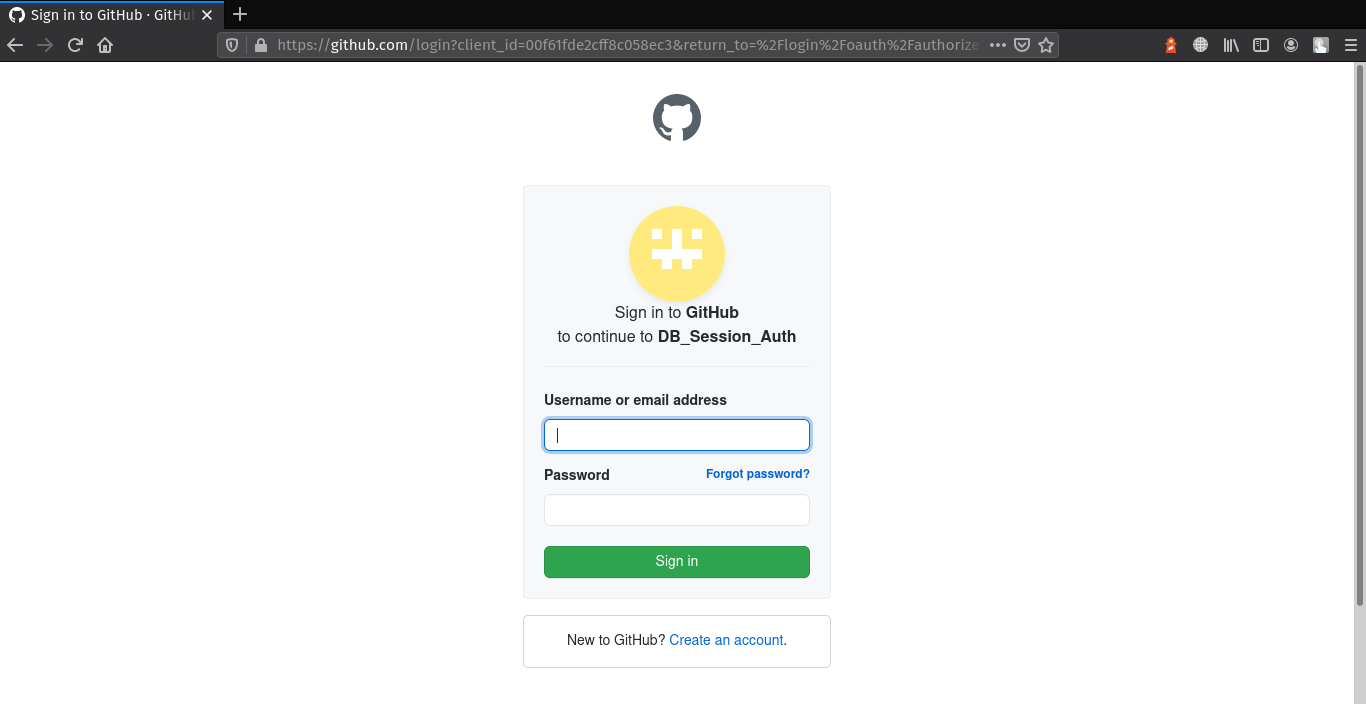 Sign in to GitHub · GitHu
https://github.com/login?client_id=00f61fde2cff8c058ec3&return_to=%2Flogin%2Foauth%2Fauthorize
Sign in to GitHub
to continue to DB_Session_Auth
Username or email address
Password Forgot password?
Sign in
New to GitHub? Create an account.